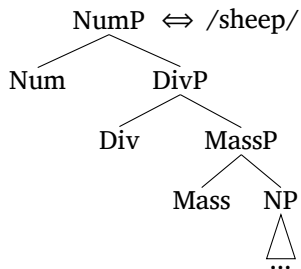 NumP ⇔ /sheep/
Num DivP
Div MassP
Mass NP
...